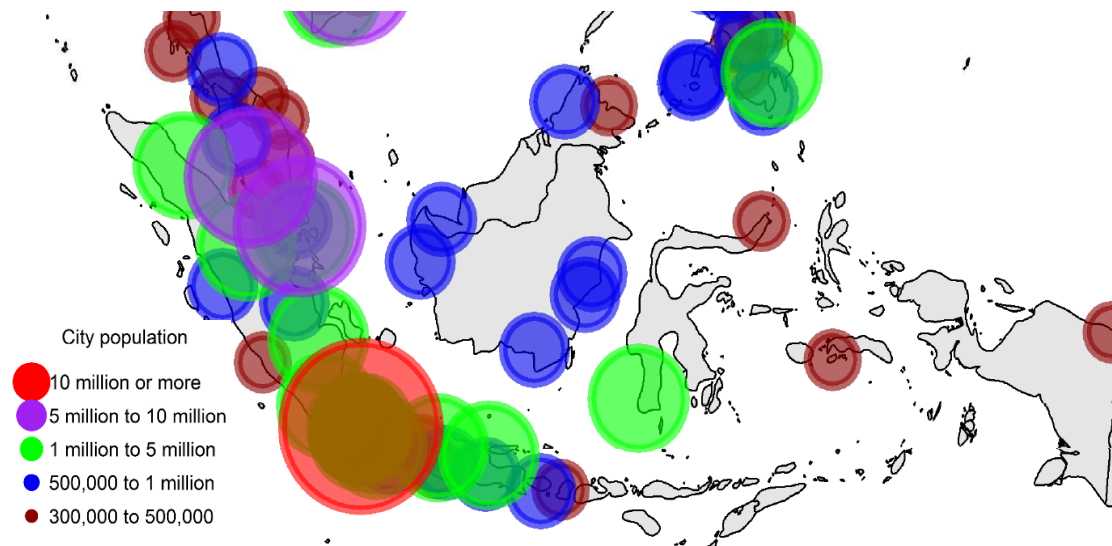 City population
10 million or more
5 million to 10 million
1 million to 5 million
500,000 to 1 million
300,000 to 500,000